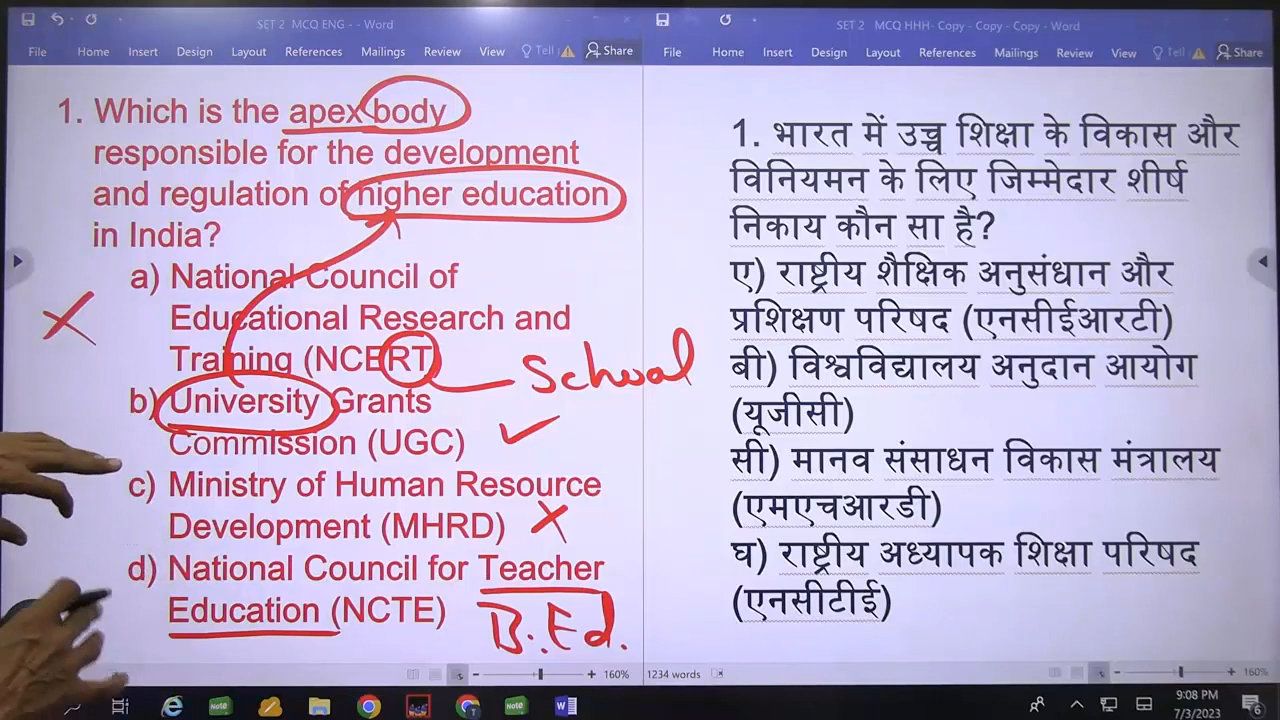 SET 2 MCQ ENG - - Word
File Home Insert Design Layout References Mailings Review View Tell Share
1. Which is the apex body
responsible for the development
and regulation of higher education
in India?
a) National Council of
Educational Research and
Training (NCERT)
School
b) University Grants
Commission (UGC)
c) Ministry of Human Resource
Development (MHRD)
d) National Council for Teacher
Education (NCTE)
B.Ed.
160%
SET 2 MCQ HHH- Copy - Copy - Copy - Word
File Home Insert Design Layout References Mailings Review View Tell Share
1. भारत में उच्च शिक्षा के विकास और
विनियमन के लिए जिम्मेदार शीर्ष
निकाय कौन सा है?
ए) राष्ट्रीय शैक्षिक अनुसंधान और
प्रशिक्षण परिषद (एनसीईआरटी)
बी) विश्वविद्यालय अनुदान आयोग
(यूजीसी)
सी) मानव संसाधन विकास मंत्रालय
(एमएचआरडी)
घ) राष्ट्रीय अध्यापक शिक्षा परिषद
(एनसीटीई)
1234 words 160%
Note Note
9:08 PM
7/3/2023
6